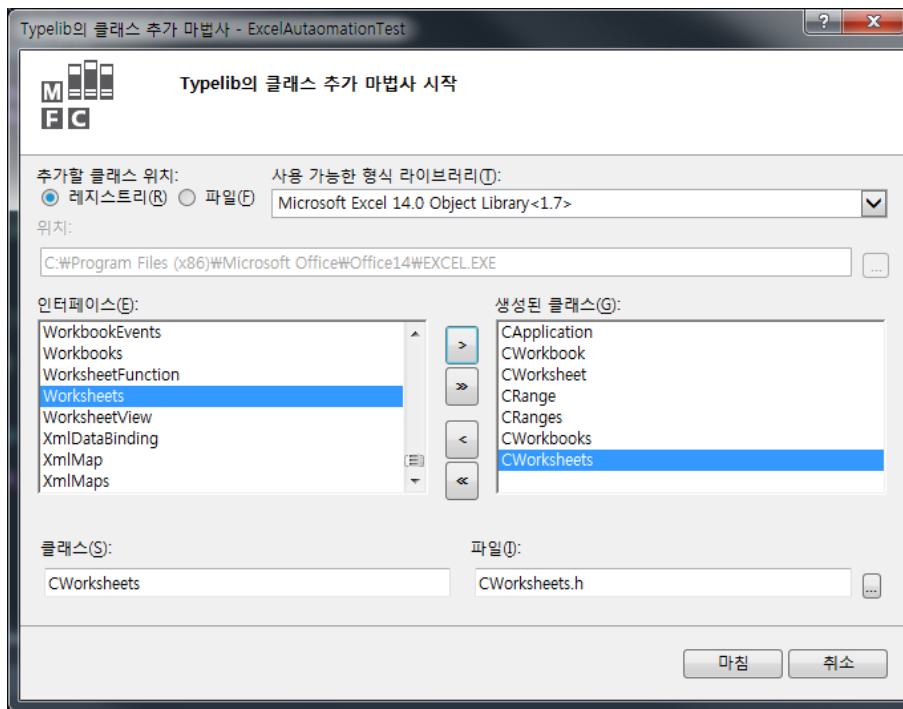 Typelib의 클래스 추가 마법사 - ExcelAutaomationTest
? X
MFC
Typelib의 클래스 추가 마법사 시작
추가할 클래스 위치:
레지스트리(R) 파일(F)
사용 가능한 형식 라이브러리(T):
Microsoft Excel 14.0 Object Library<1.7>
위치:
C:₩Program Files (x86)₩Microsoft Office₩Office14₩EXCEL.EXE
...
인터페이스(E):
WorkbookEvents
Workbooks
WorksheetFunction
Worksheets
WorksheetView
XmlDataBinding
XmlMap
XmlMaps
>
≫
<
≪
생성된 클래스(G):
CApplication
CWorkbook
CWorksheet
CRange
CRanges
CWorkbooks
CWorksheets
클래스(S):
CWorksheets
파일(I):
CWorksheets.h
...
마침 취소